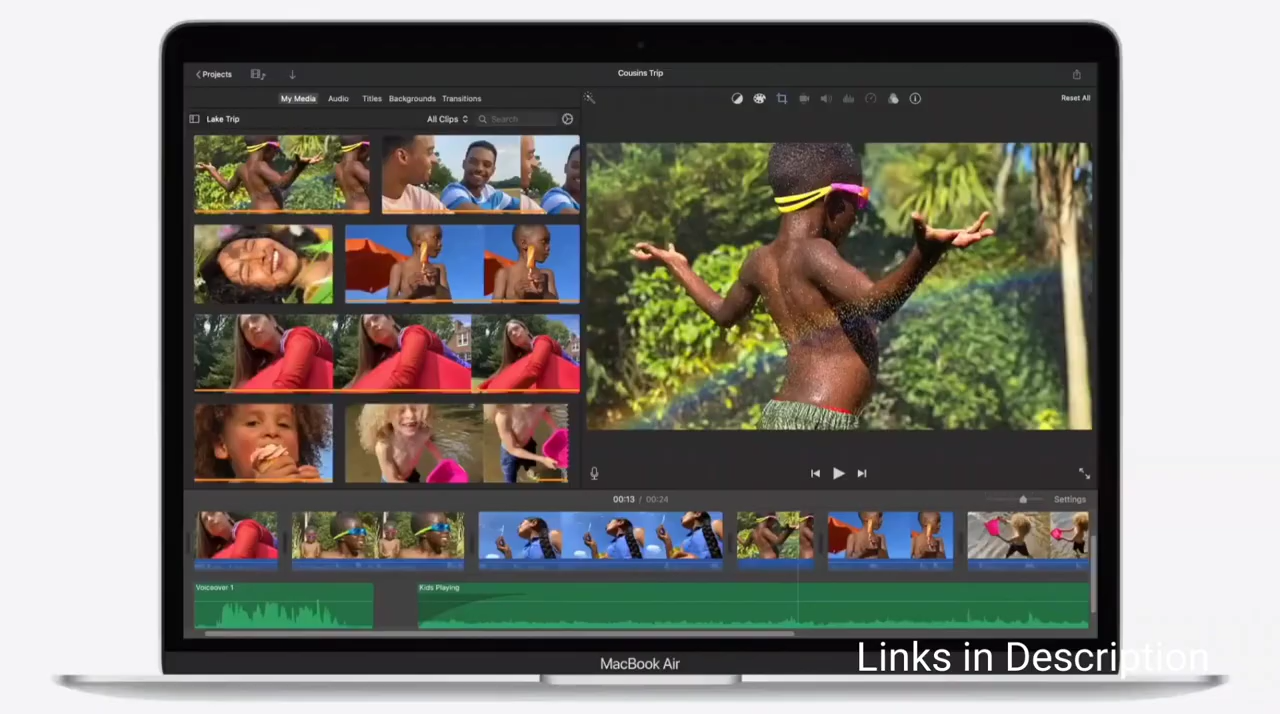 Projects
Cousins Trip
My Media Audio Titles Backgrounds Transitions
Reset All
Lake Trip
All Clips
Search
00:13 / 00:24
Settings
Voiceover 1
Kids Playing
MacBook Air
Links in Description